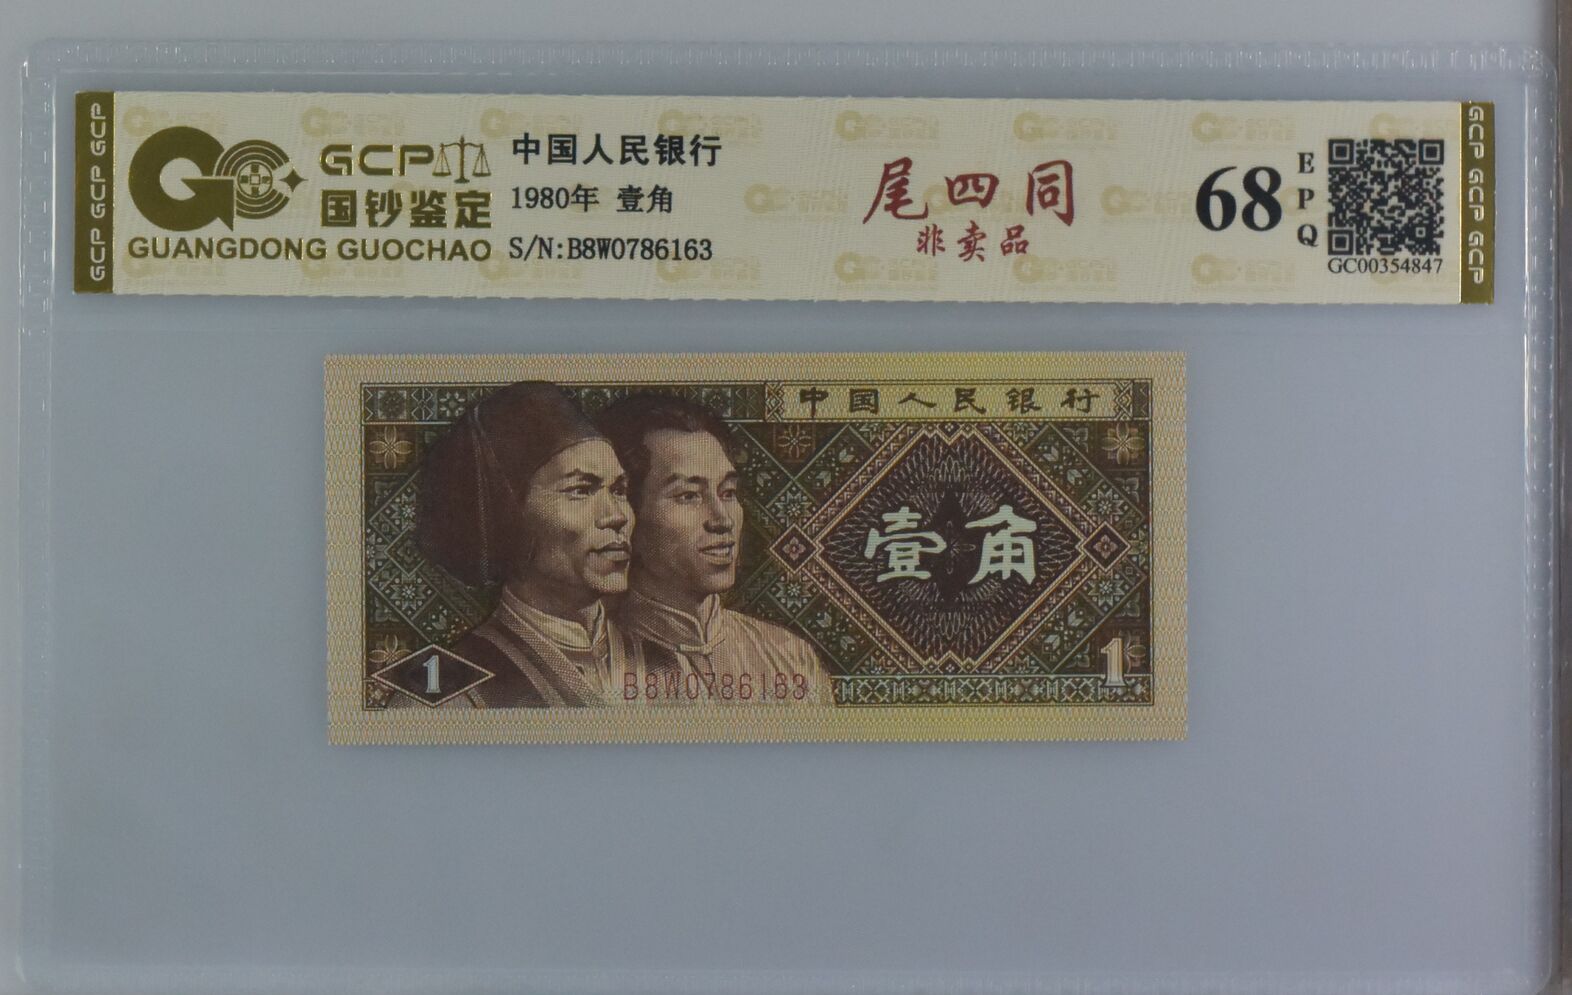 GCP GCP GCP
GCP
国钞鉴定
GUANGDONG GUOCHAO
中国人民银行
1980年 壹角
S/N:B8W0786163
尾四同
非卖品
68
EPQ
GC00354847
GCP GCP GCP
中国人民银行
壹角
1
B8W0786163
1